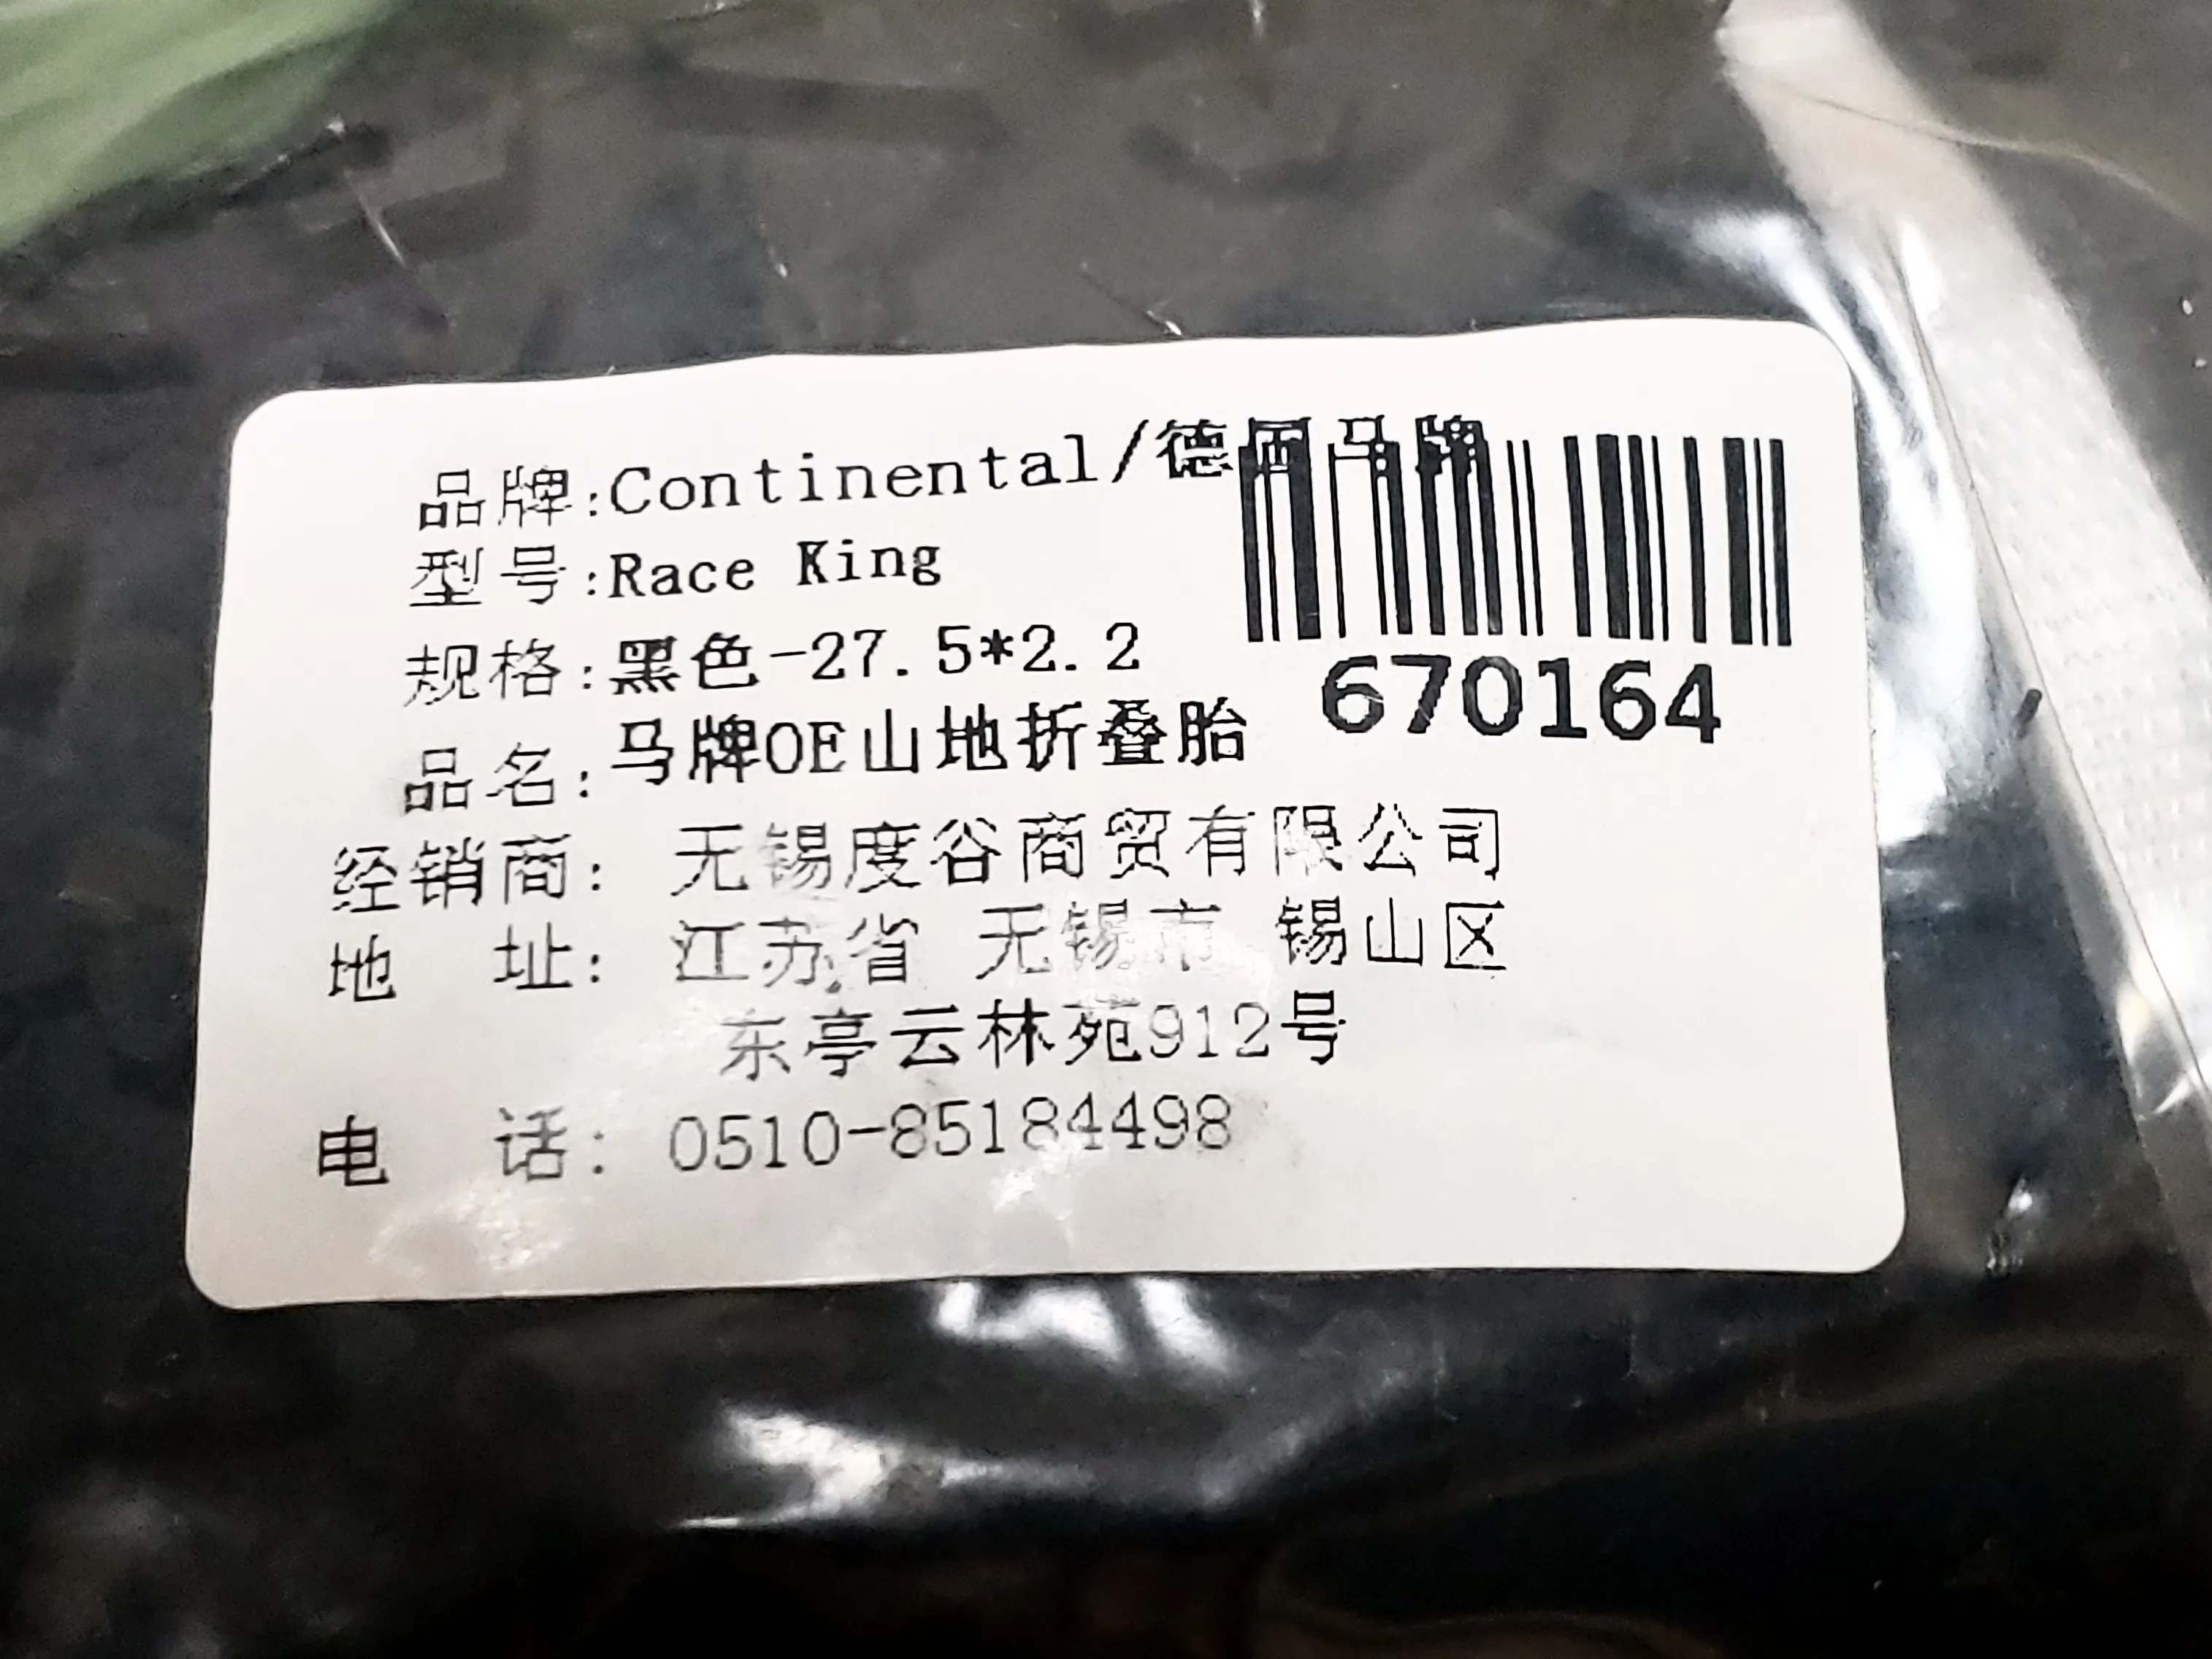 品牌:Continental/德国马牌
型号:Race King
规格:黑色-27.5*2.2
品名:马牌OE山地折叠胎
670164
经销商: 无锡度谷商贸有限公司
地 址: 江苏省 无锡市 锡山区
东亭云林苑912号
电 话: 0510-85184498